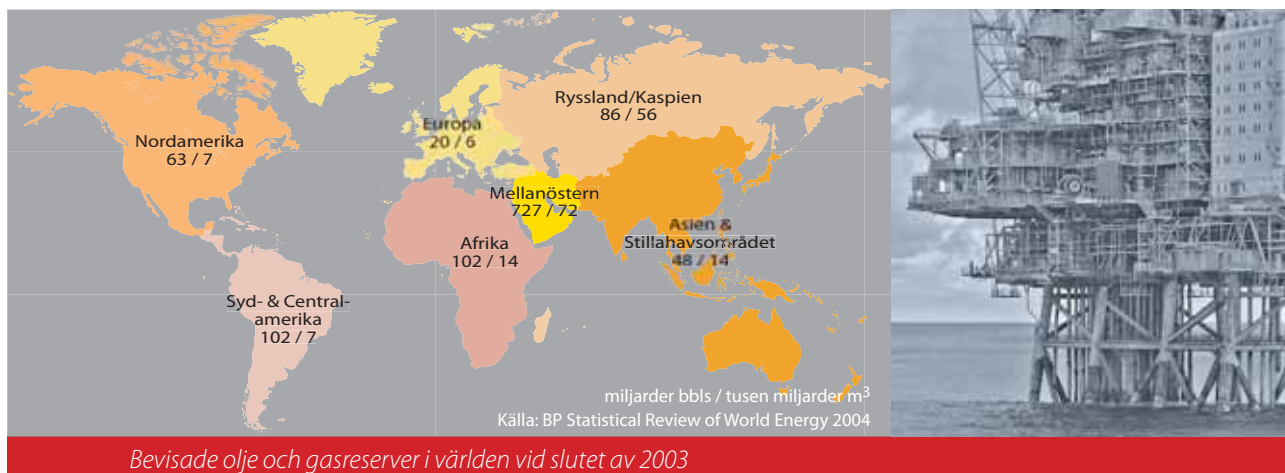 Nordamerika
63 / 7
Europa
20 / 6
Ryssland/Kaspien
86 / 56
Mellanöstern
727 / 72
Afrika
102 / 14
Asien &
Stillahavsområdet
48 / 14
Syd- & Central-
amerika
102 / 7
miljarder bbls / tusen miljarder m³
Källa: BP Statistical Review of World Energy 2004
Bevisade olje och gasreserver i världen vid slutet av 2003